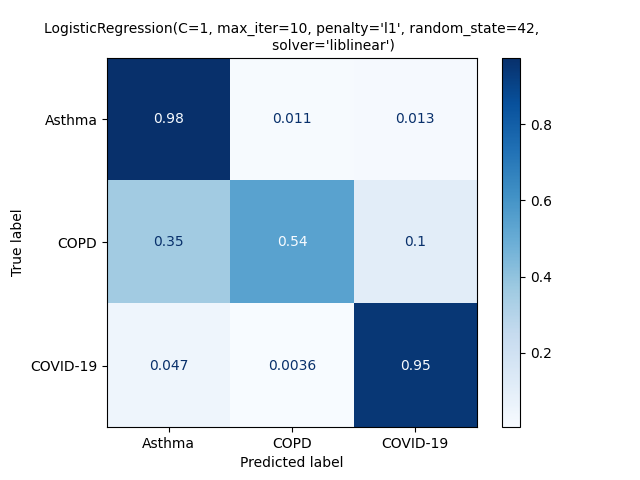 LogisticRegression(C=1, max_iter=10, penalty='l1', random_state=42,
solver='liblinear')
Asthma
0.98
0.011
0.013
COPD
0.35
0.54
0.1
COVID-19
0.047
0.0036
0.95
Asthma
COPD
COVID-19
Predicted label
True label
0.8
0.6
0.4
0.2